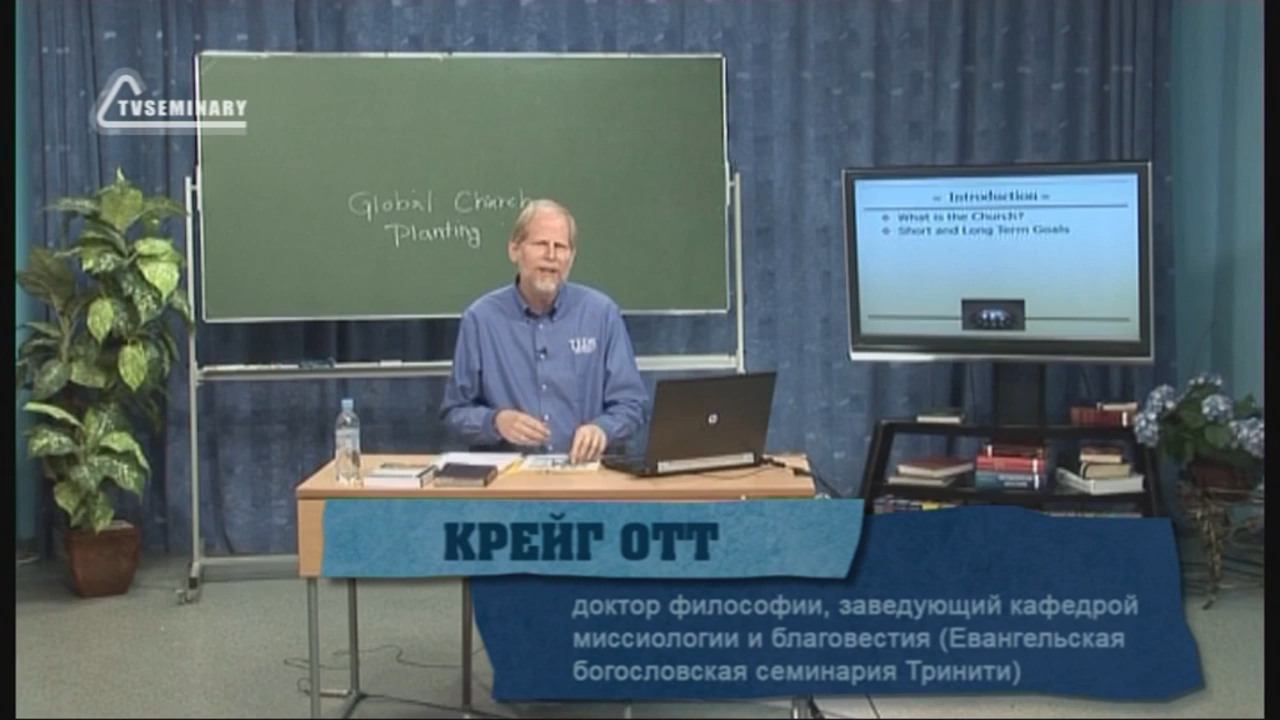 TVSEMINARY
Global Church
Planting
Introduction
What is the Church?
Short and Long Term Goals
КРЕЙГ ОТТ
доктор философии, заведующий кафедрой
миссиологии и благовестия (Евангельская
богословская семинария Тринити)